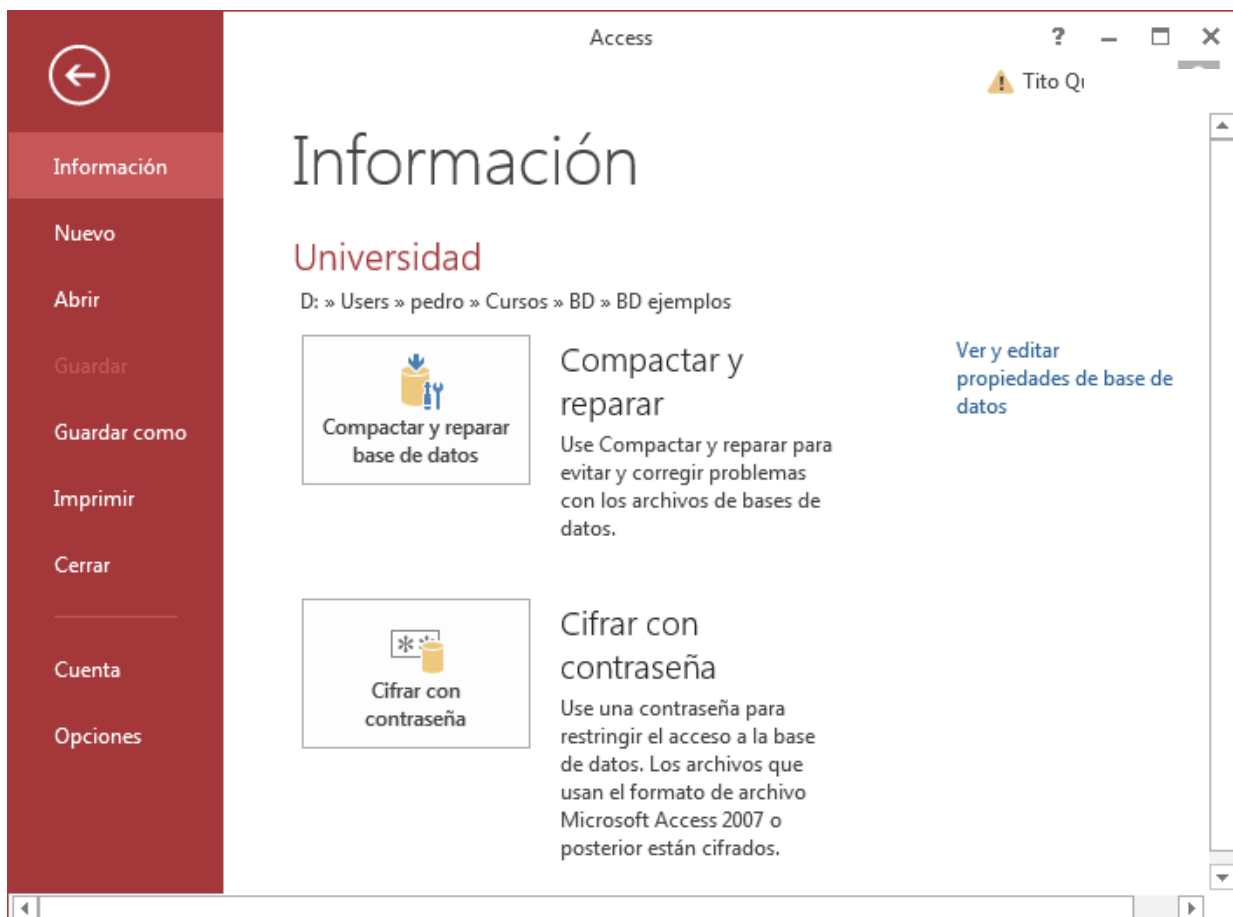 Access
Tito
Información
Nuevo
Abrir
Guardar
Guardar como
Imprimir
Cerrar
Cuenta
Opciones
Información
Universidad
D: » Users » pedro » Cursos » BD » BD ejemplos
Compactar y reparar
base de datos
Compactar y
reparar
Use Compactar y reparar para
evitar y corregir problemas
con los archivos de bases de
datos.
Ver y editar
propiedades de base de
datos
Cifrar con
contraseña
Cifrar con
contraseña
Use una contraseña para
restringir el acceso a la base
de datos. Los archivos que
usan el formato de archivo
Microsoft Access 2007 o
posterior están cifrados.